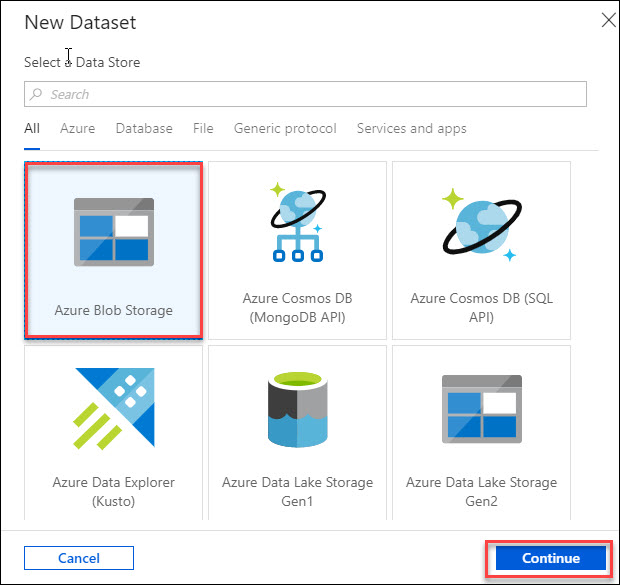 New Dataset
Select a Data Store
Search
All Azure Database File Generic protocol Services and apps
Azure Blob Storage
Azure Cosmos DB
(MongoDB API)
Azure Cosmos DB (SQL
API)
Azure Data Explorer
(Kusto)
Azure Data Lake Storage
Gen1
Azure Data Lake Storage
Gen2
Cancel
Continue